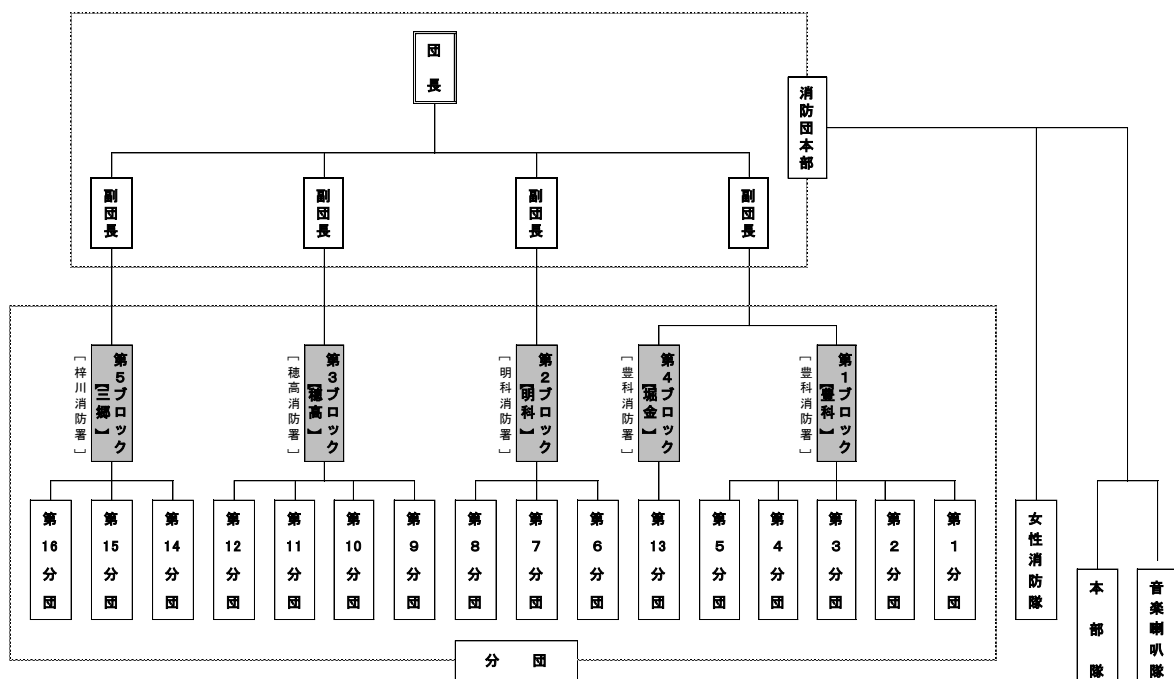 団長
消防団本部
副団長
副団長
副団長
副団長
第5ブロック
【三郷】
［梓川消防署］
第3ブロック
【穂高】
［穂高消防署］
第2ブロック
【明科】
［明科消防署］
第4ブロック
【堀金】
［豊科消防署］
第1ブロック
【豊科】
［豊科消防署］
第16分団
第15分団
第14分団
第12分団
第11分団
第10分団
第9分団
第8分団
第7分団
第6分団
第13分団
第5分団
第4分団
第3分団
第2分団
第1分団
女性消防隊
本部隊
音楽喇叭隊
分団